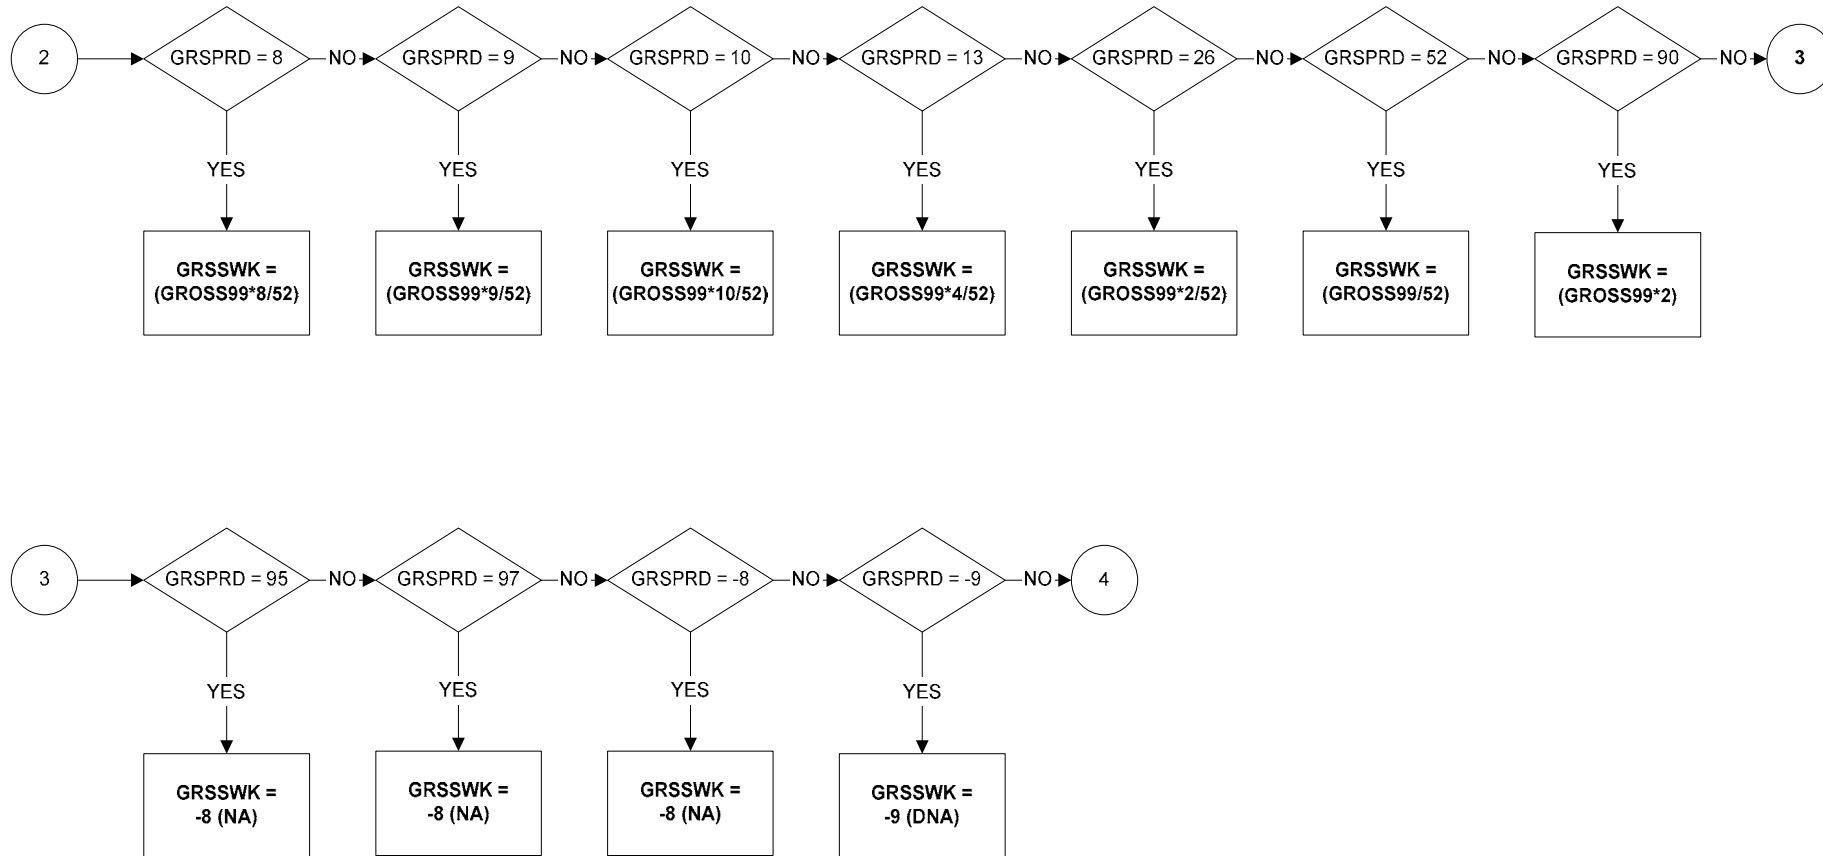 2
GRSPRD = 8
NO
GRSPRD = 9
NO
GRSPRD = 10
NO
GRSPRD = 13
NO
GRSPRD = 26
NO
GRSPRD = 52
NO
GRSPRD = 90
NO
3
YES
YES
YES
YES
YES
YES
YES
GRSSWK =
(GROSS99*8/52)
GRSSWK =
(GROSS99*9/52)
GRSSWK =
(GROSS99*10/52)
GRSSWK =
(GROSS99*4/52)
GRSSWK =
(GROSS99*2/52)
GRSSWK =
(GROSS99/52)
GRSSWK =
(GROSS99*2)
3
GRSPRD = 95
NO
GRSPRD = 97
NO
GRSPRD = -8
NO
GRSPRD = -9
NO
4
YES
YES
YES
YES
GRSSWK =
-8 (NA)
GRSSWK =
-8 (NA)
GRSSWK =
-8 (NA)
GRSSWK =
-9 (DNA)